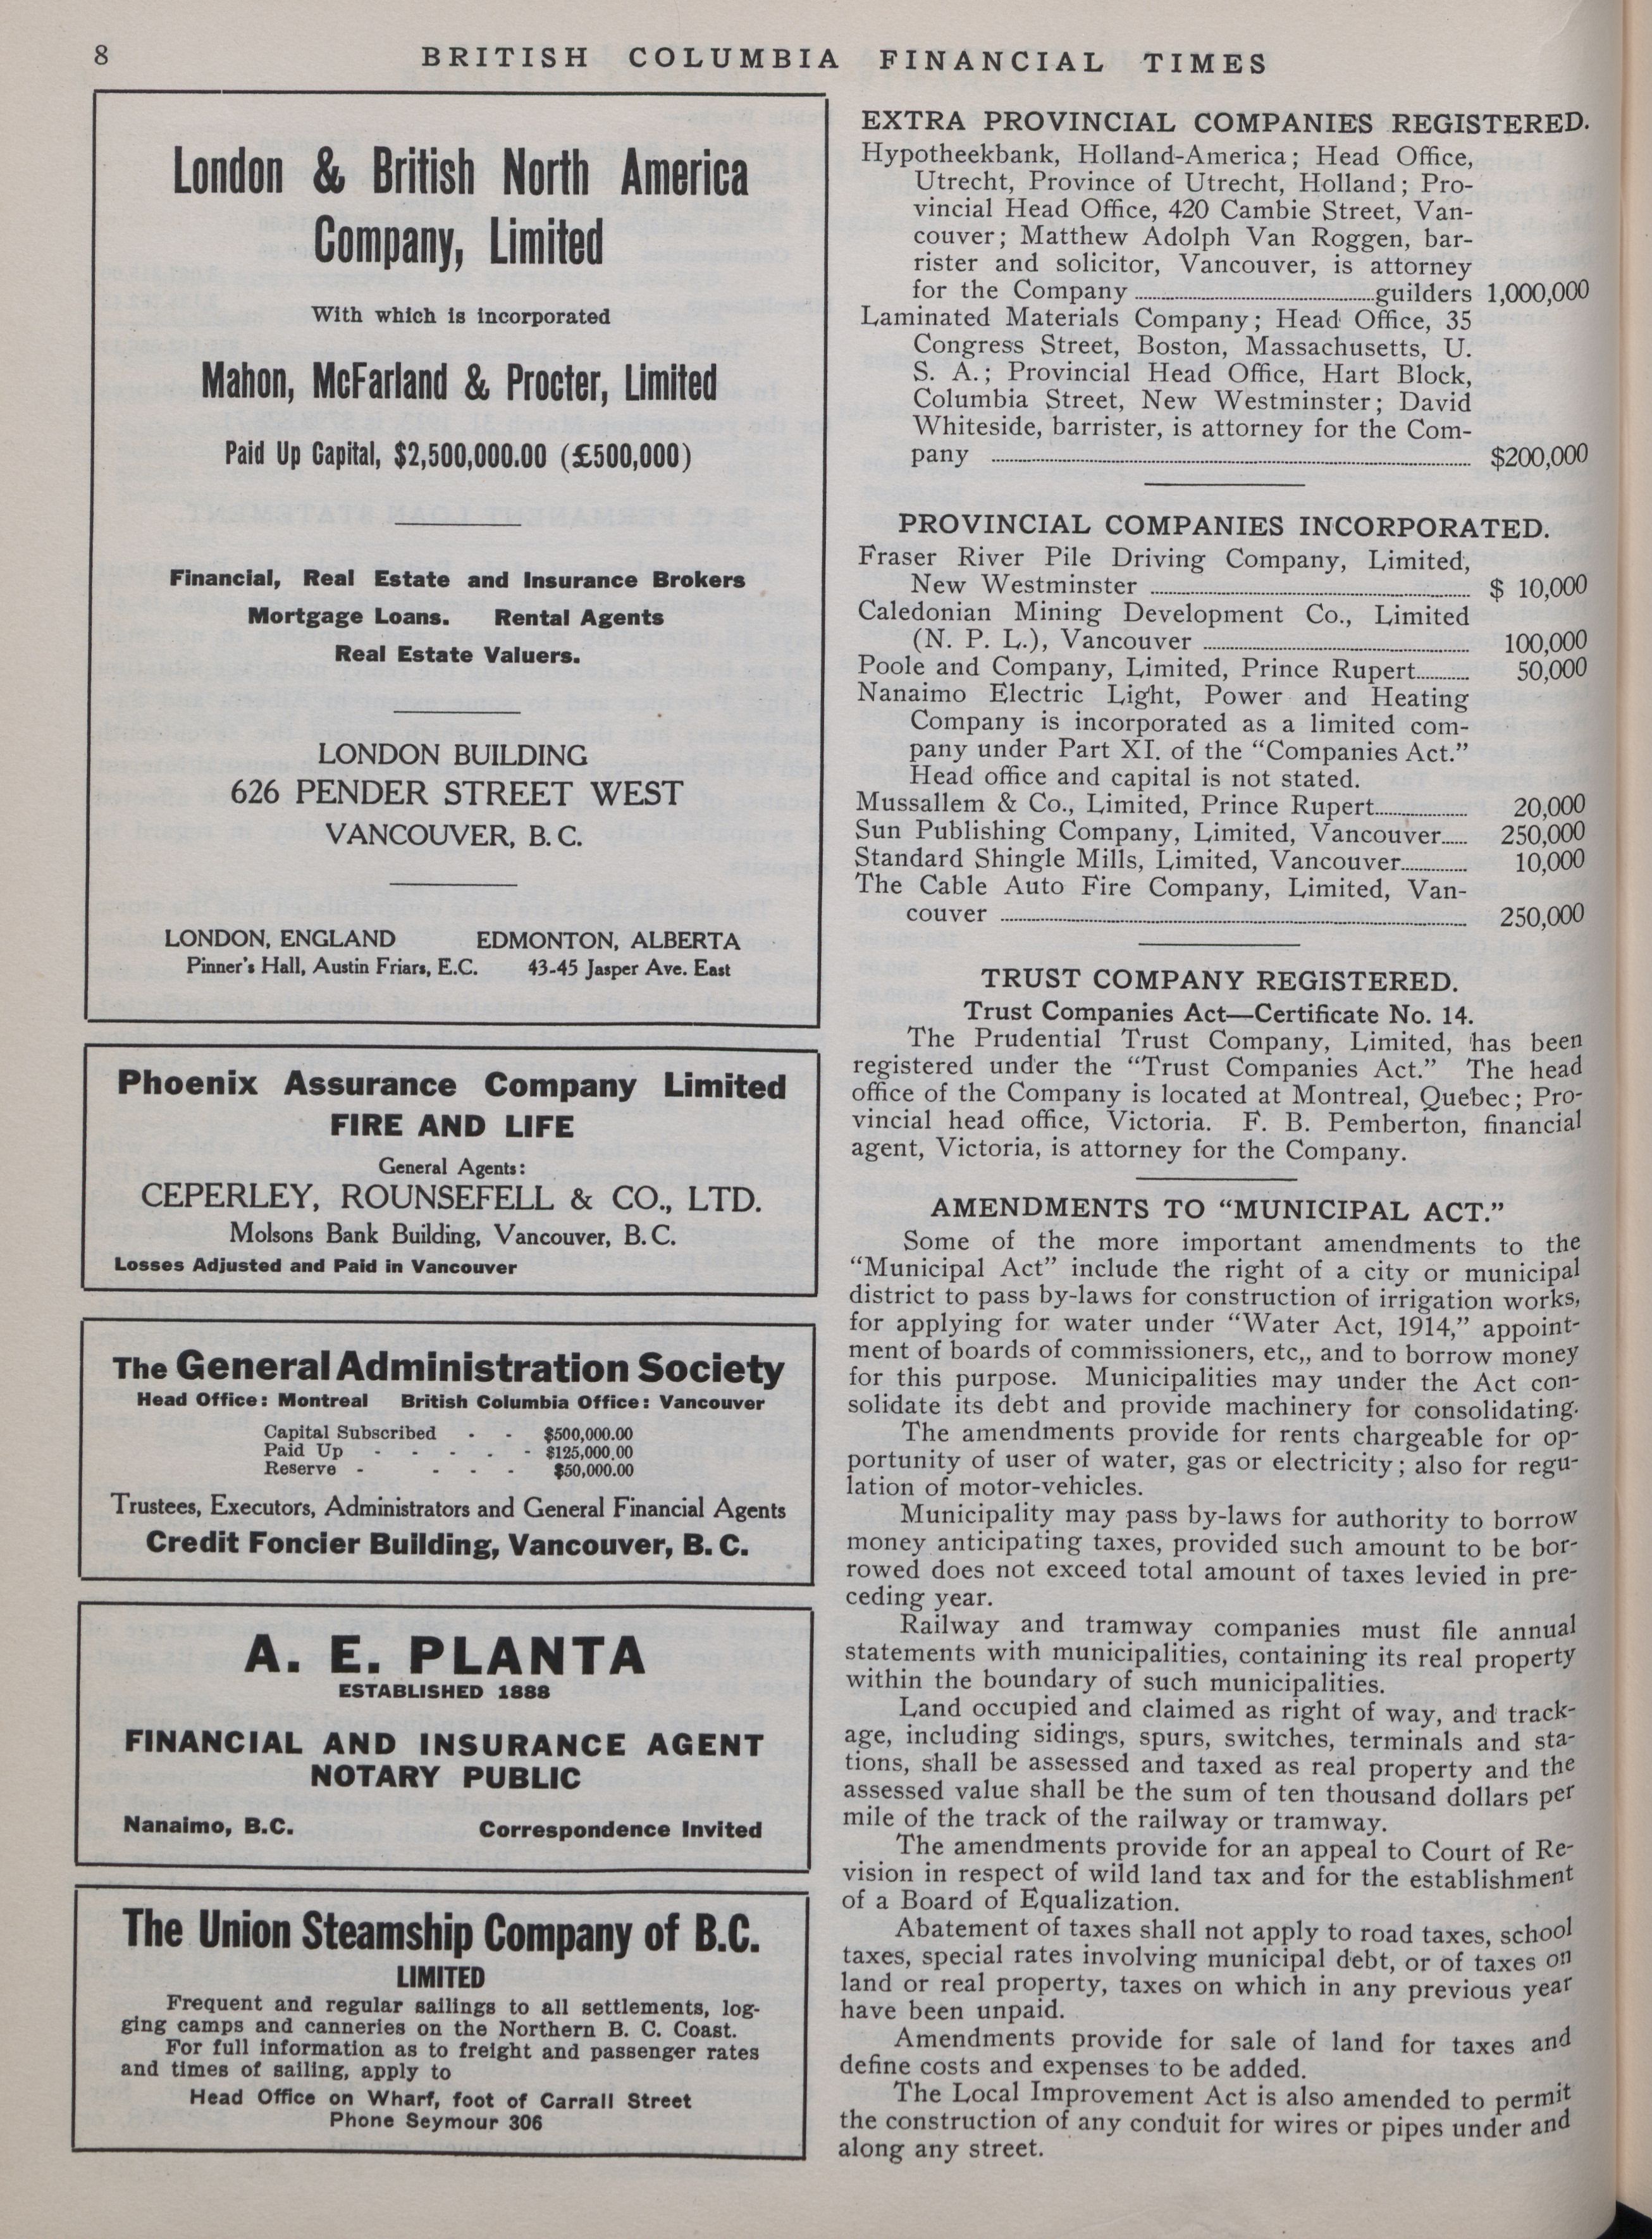 8
BRITISH COLUMBIA FINANCIAL TIMES
London & British North America
Company, Limited
With which is incorporated
Mahon, McFarland & Procter, Limited
Paid Up Capital, $2,500,000.00 (£500,000)
Financial, Real Estate and Insurance Brokers
Mortgage Loans. Rental Agents
Real Estate Valuers.
LONDON BUILDING
626 PENDER STREET WEST
VANCOUVER, B. C.
LONDON, ENGLAND EDMONTON, ALBERTA
Pinner's Hall, Austin Friars, E.C. 43-45 Jasper Ave. East
Phoenix Assurance Company Limited
FIRE AND LIFE
General Agents:
CEPERLEY, ROUNSEFELL & CO., LTD.
Molsons Bank Building, Vancouver, B. C.
Losses Adjusted and Paid in Vancouver
The General Administration Society
Head Office: Montreal British Columbia Office: Vancouver
Capital Subscribed - - $500,000.00
Paid Up - - - - - $125,000.00
Reserve - - - - $50,000.00
Trustees, Executors, Administrators and General Financial Agents
Credit Foncier Building, Vancouver, B. C.
A. E. PLANTA
ESTABLISHED 1888
FINANCIAL AND INSURANCE AGENT
NOTARY PUBLIC
Nanaimo, B.C. Correspondence Invited
The Union Steamship Company of B.C.
LIMITED
Frequent and regular sailings to all settlements, log-
ging camps and canneries on the Northern B. C. Coast.
For full information as to freight and passenger rates
and times of sailing, apply to
Head Office on Wharf, foot of Carrall Street
Phone Seymour 306
EXTRA PROVINCIAL COMPANIES REGISTERED.
Hypotheekbank, Holland-America; Head Office,
Utrecht, Province of Utrecht, Holland; Pro-
vincial Head Office, 420 Cambie Street, Van-
couver; Matthew Adolph Van Roggen, bar-
rister and solicitor, Vancouver, is attorney
for the Company ........ guilders 1,000,000
Laminated Materials Company; Head Office, 35
Congress Street, Boston, Massachusetts, U.
S. A.; Provincial Head Office, Hart Block,
Columbia Street, New Westminster; David
Whiteside, barrister, is attorney for the Com-
pany ........ $200,000
PROVINCIAL COMPANIES INCORPORATED.
Fraser River Pile Driving Company, Limited,
New Westminster ........ $ 10,000
Caledonian Mining Development Co., Limited
(N. P. L.), Vancouver ........ 100,000
Poole and Company, Limited, Prince Rupert........ 50,000
Nanaimo Electric Light, Power and Heating
Company is incorporated as a limited com-
pany under Part XI. of the "Companies Act."
Head office and capital is not stated.
Mussallem & Co., Limited, Prince Rupert........ 20,000
Sun Publishing Company, Limited, Vancouver...... 250,000
Standard Shingle Mills, Limited, Vancouver........ 10,000
The Cable Auto Fire Company, Limited, Van-
couver ........ 250,000
TRUST COMPANY REGISTERED.
Trust Companies Act—Certificate No. 14.
The Prudential Trust Company, Limited, has been
registered under the "Trust Companies Act." The head
office of the Company is located at Montreal, Quebec; Pro-
vincial head office, Victoria. F. B. Pemberton, financial
agent, Victoria, is attorney for the Company.
AMENDMENTS TO "MUNICIPAL ACT."
Some of the more important amendments to the
"Municipal Act" include the right of a city or municipal
district to pass by-laws for construction of irrigation works,
for applying for water under "Water Act, 1914," appoint-
ment of boards of commissioners, etc,, and to borrow money
for this purpose. Municipalities may under the Act con-
solidate its debt and provide machinery for consolidating.
The amendments provide for rents chargeable for op-
portunity of user of water, gas or electricity; also for regu-
lation of motor-vehicles.
Municipality may pass by-laws for authority to borrow
money anticipating taxes, provided such amount to be bor-
rowed does not exceed total amount of taxes levied in pre-
ceding year.
Railway and tramway companies must file annual
statements with municipalities, containing its real property
within the boundary of such municipalities.
Land occupied and claimed as right of way, and track-
age, including sidings, spurs, switches, terminals and sta-
tions, shall be assessed and taxed as real property and the
assessed value shall be the sum of ten thousand dollars per
mile of the track of the railway or tramway.
The amendments provide for an appeal to Court of Re-
vision in respect of wild land tax and for the establishment
of a Board of Equalization.
Abatement of taxes shall not apply to road taxes, school
taxes, special rates involving municipal debt, or of taxes on
land or real property, taxes on which in any previous year
have been unpaid.
Amendments provide for sale of land for taxes and
define costs and expenses to be added.
The Local Improvement Act is also amended to permit
the construction of any conduit for wires or pipes under and
along any street.